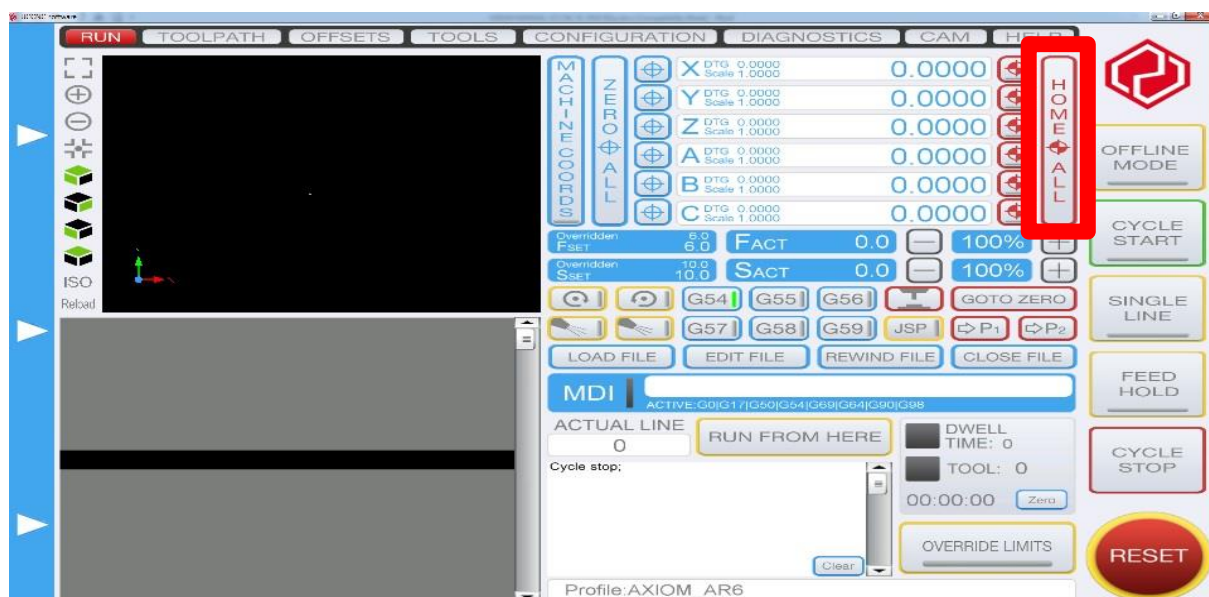 UCCNC software
RUN TOOLPATH OFFSETS TOOLS CONFIGURATION DIAGNOSTICS CAM HELP
MACHINE COORDS
ZERO ALL
X DTG 0.0000 Scale 1.0000 0.0000
Y DTG 0.0000 Scale 1.0000 0.0000
Z DTG 0.0000 Scale 1.0000 0.0000
A DTG 0.0000 Scale 1.0000 0.0000
B DTG 0.0000 Scale 1.0000 0.0000
C DTG 0.0000 Scale 1.0000 0.0000
HOME ALL
ISO
Reload
Overridden 6.0
FSET 6.0 FACT 0.0 100%
Overridden 10.0
SSET 10.0 SACT 0.0 100%
G54 G55 G56 GOTO ZERO
G57 G58 G59 JSP P1 P2
LOAD FILE EDIT FILE REWIND FILE CLOSE FILE
MDI
ACTIVE:G0|G17|G50|G54|G69|G64|G90|G98
ACTUAL LINE
0
RUN FROM HERE
DWELL
TIME: 0
TOOL: 0
00:00:00 Zero
Cycle stop;
Clear
OVERRIDE LIMITS
Profile:AXIOM AR6
OFFLINE
MODE
CYCLE
START
SINGLE
LINE
FEED
HOLD
CYCLE
STOP
RESET